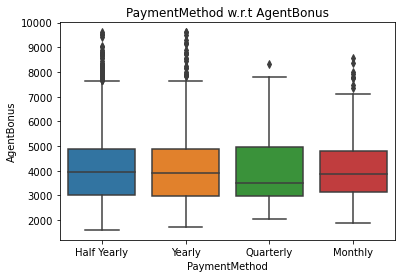 PaymentMethod w.r.t AgentBonus
10000
9000
8000
7000
6000
5000
4000
3000
2000
AgentBonus
Half Yearly Yearly Quarterly Monthly
PaymentMethod